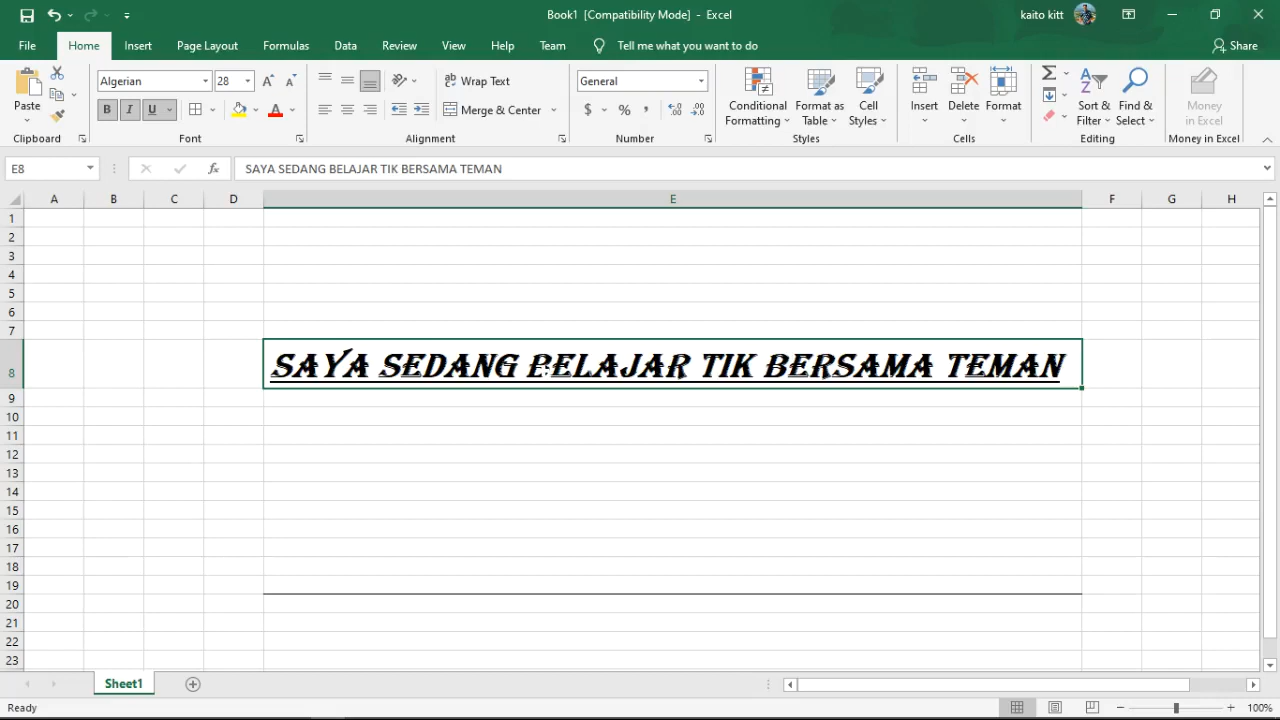 Book1 [Compatibility Mode] - Excel
kaito kitt
File Home Insert Page Layout Formulas Data Review View Help Team Tell me what you want to do Share
Paste
Clipboard
Algerian 28
B I U
Font
Wrap Text
Merge & Center
Alignment
General
$ % ,
Number
Conditional Formatting
Format as Table
Cell Styles
Styles
Insert Delete Format
Cells
Sort & Filter
Find & Select
Editing
Money in Excel
Money in Excel
E8 fx SAYA SEDANG BELAJAR TIK BERSAMA TEMAN
A B C D E F G H
1
2
3
4
5
6
7
8 SAYA SEDANG BELAJAR TIK BERSAMA TEMAN
9
10
11
12
13
14
15
16
17
18
19
20
21
22
23
Sheet1
Ready 100%